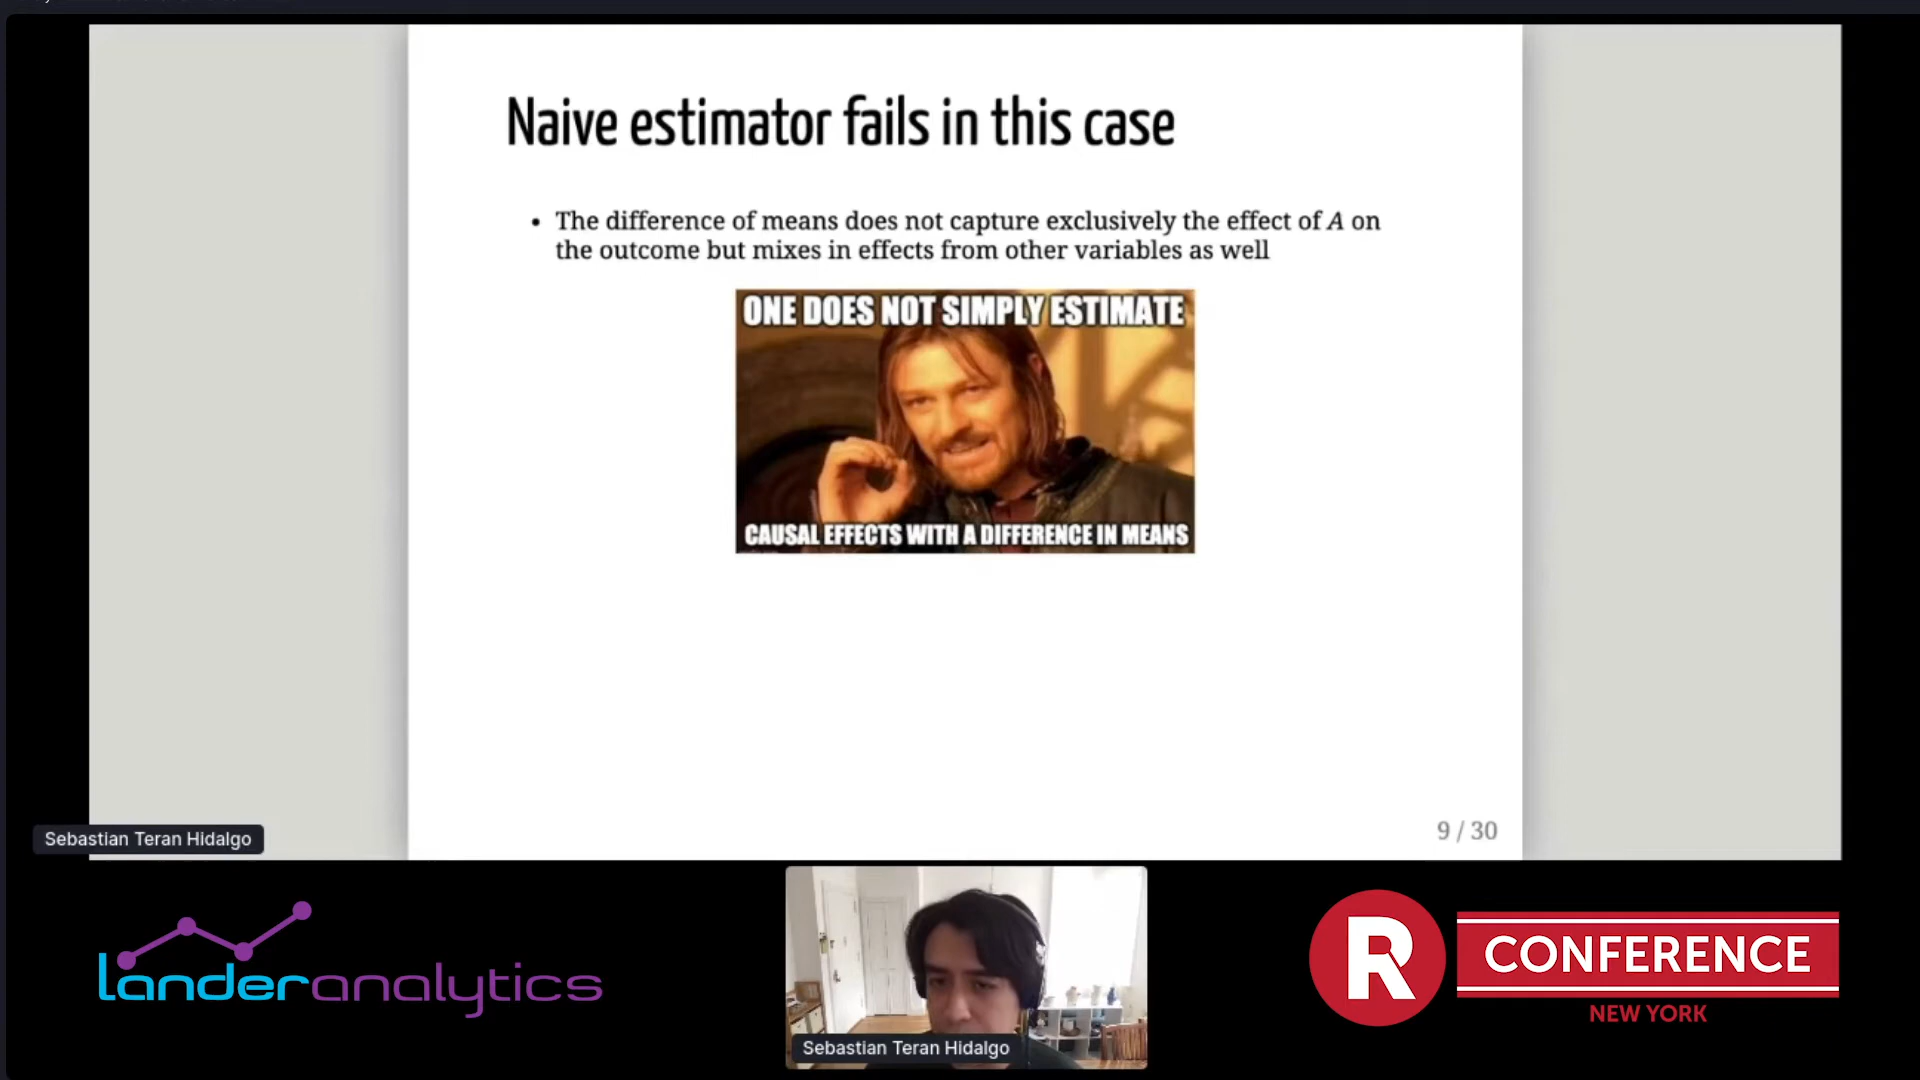 Naive estimator fails in this case
• The difference of means does not capture exclusively the effect of A on
the outcome but mixes in effects from other variables as well
ONE DOES NOT SIMPLY ESTIMATE
CAUSAL EFFECTS WITH A DIFFERENCE IN MEANS
9 / 30
Sebastian Teran Hidalgo
landeranalytics
Sebastian Teran Hidalgo
R
CONFERENCE
NEW YORK